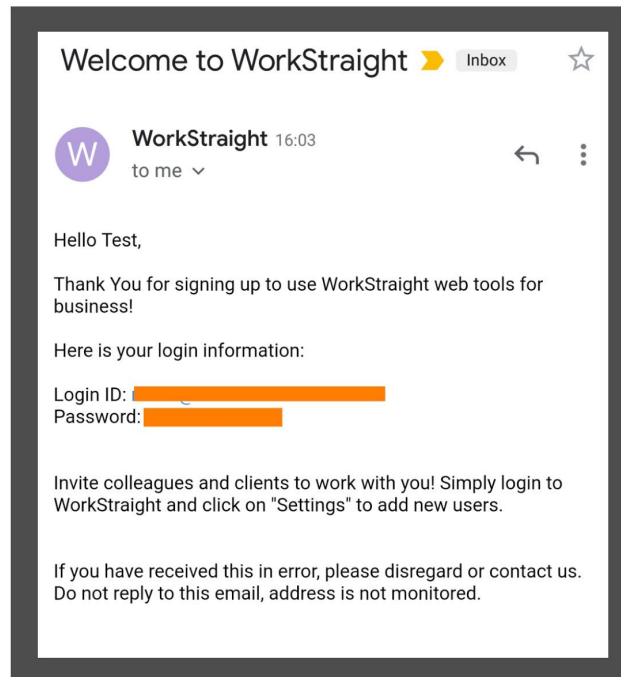 Welcome to WorkStraight
Inbox
W
WorkStraight 16:03
to me
Hello Test,
Thank You for signing up to use WorkStraight web tools for
business!
Here is your login information:
Login ID:
Password:
Invite colleagues and clients to work with you! Simply login to
WorkStraight and click on "Settings" to add new users.
If you have received this in error, please disregard or contact us.
Do not reply to this email, address is not monitored.